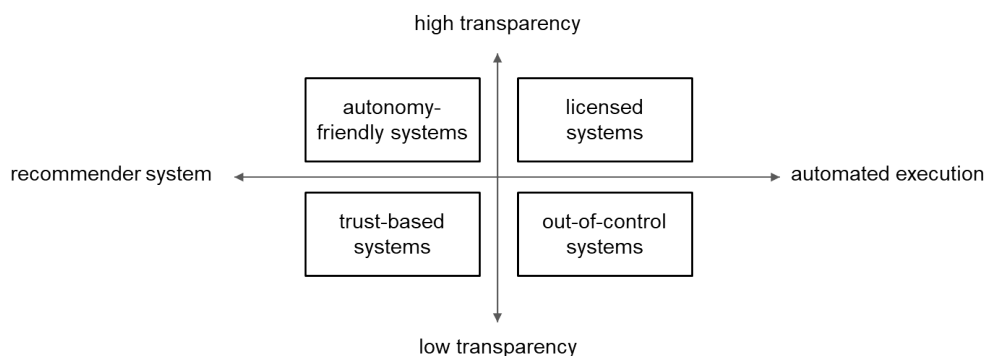 high transparency
autonomy-
friendly systems
licensed
systems
recommender system
automated execution
trust-based
systems
out-of-control
systems
low transparency